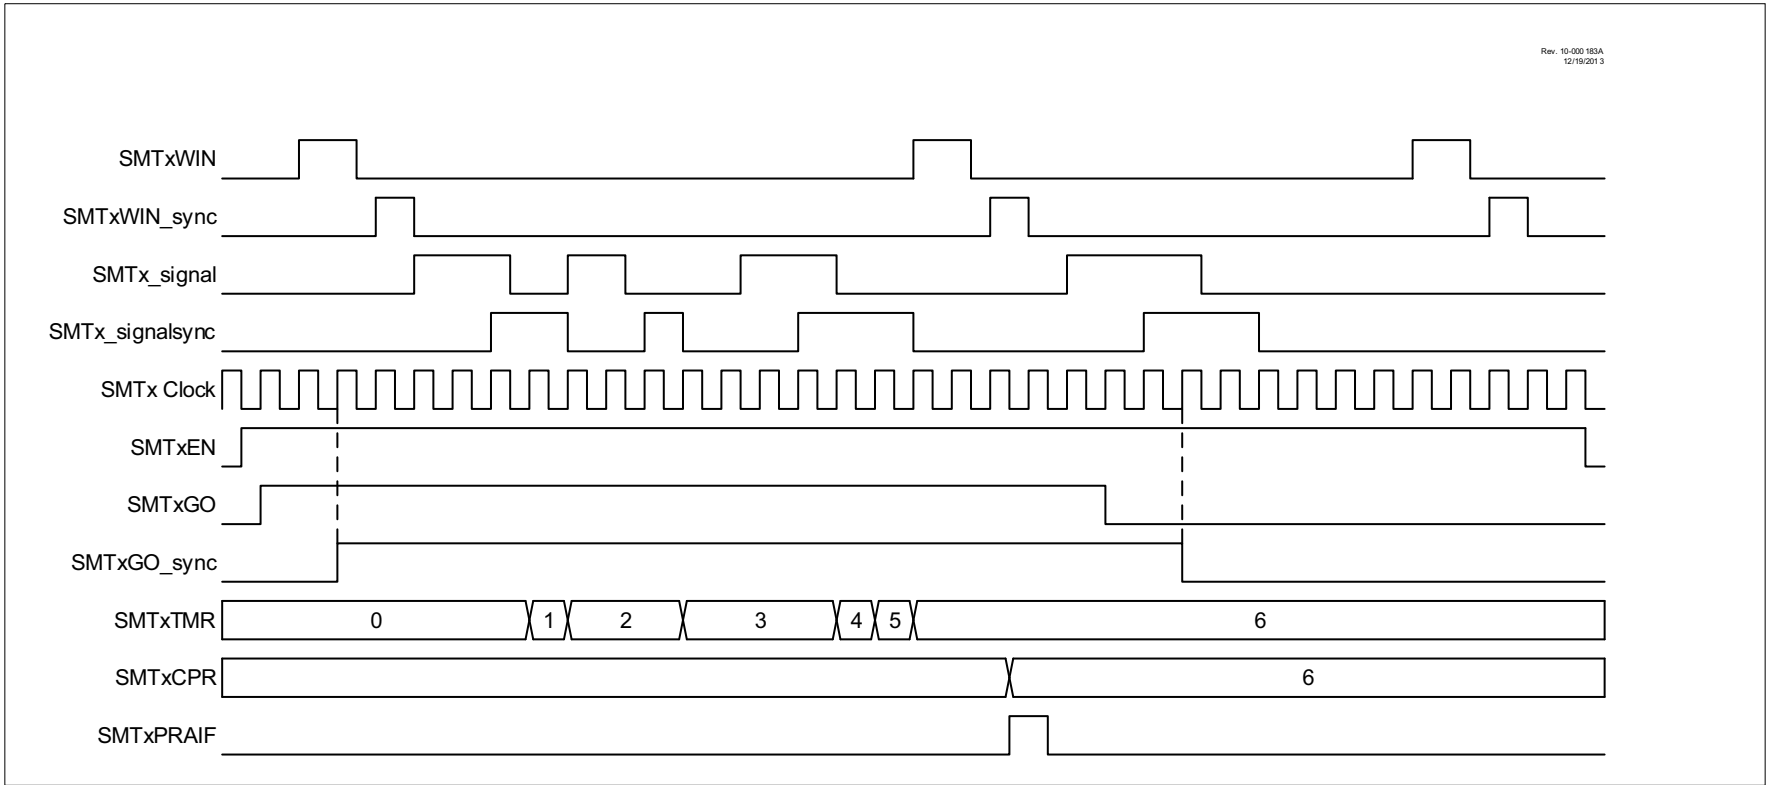 Rev. 10-000 183A
12/19/201 3
SMTxWIN
SMTxWIN_sync
SMTx_signal
SMTx_signalsync
SMTx Clock
SMTxEN
SMTxGO
SMTxGO_sync
SMTxTMR 0 1 2 3 4 5 6
SMTxCPR 6
SMTxPRAIF